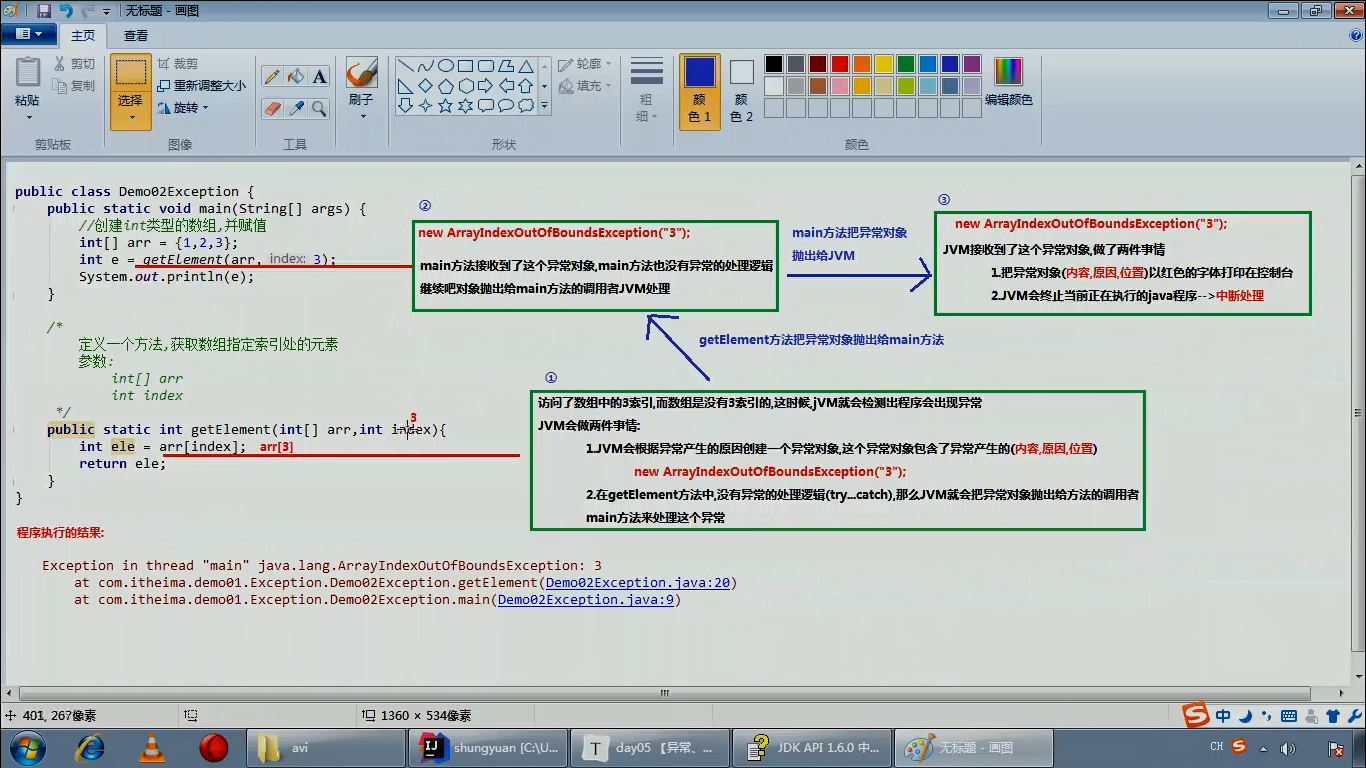 无标题 - 画图
主页
查看
粘贴
剪切
复制
剪贴板
选择
裁剪
重新调整大小
旋转
图像
A
工具
刷子
轮廓
填充
形状
粗
细
颜
色 1
颜
色 2
编辑颜色
颜色
public class Demo02Exception {
public static void main(String[] args) {
//创建int类型的数组,并赋值
int[] arr = {1,2,3};
int e = getElement(arr, index: 3);
System.out.println(e);
}
/*
定义一个方法,获取数组指定索引处的元素
参数:
int[] arr
int index
*/
3
public static int getElement(int[] arr,int index){
int ele = arr[index]; arr[3]
return ele;
}
}
②
new ArrayIndexOutOfBoundsException("3");
main方法接收到了这个异常对象,main方法也没有异常的处理逻辑
继续吧对象抛出给main方法的调用者JVM处理
main方法把异常对象
抛出给JVM
③
new ArrayIndexOutOfBoundsException("3");
JVM接收到了这个异常对象,做了两件事情
1.把异常对象(内容,原因,位置)以红色的字体打印在控制台
2.JVM会终止当前正在执行的java程序-->中断处理
getElement方法把异常对象抛出给main方法
①
访问了数组中的3索引,而数组是没有3索引的,这时候,jVM就会检测出程序会出现异常
JVM会做两件事情:
1.JVM会根据异常产生的原因创建一个异常对象,这个异常对象包含了异常产生的(内容,原因,位置)
new ArrayIndexOutOfBoundsException("3");
2.在getElement方法中,没有异常的处理逻辑(try...catch),那么JVM就会把异常对象抛出给方法的调用者
main方法来处理这个异常
程序执行的结果:
Exception in thread "main" java.lang.ArrayIndexOutOfBoundsException: 3
at com.itheima.demo01.Exception.Demo02Exception.getElement(Demo02Exception.java:20)
at com.itheima.demo01.Exception.Demo02Exception.main(Demo02Exception.java:9)
401, 267像素
1360 × 534像素
中
avi
shungyuan [C:\U...
day05 【异常、...
JDK API 1.6.0 中...
无标题 - 画图
CH